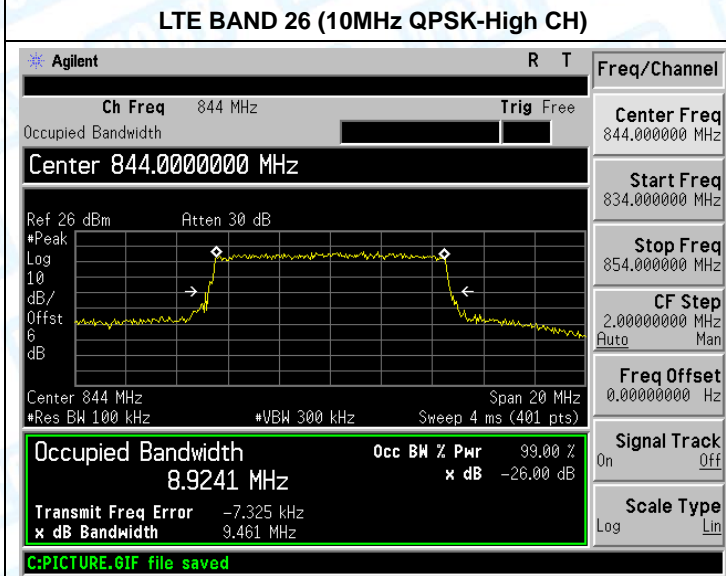 LTE BAND 26 (10MHz QPSK-High CH)
Agilent R T
Ch Freq 844 MHz Trig Free
Occupied Bandwidth
Center 844.0000000 MHz
Ref 26 dBm Atten 30 dB
#Peak
Log
10
dB/
Offst
6
dB
Center 844 MHz Span 20 MHz
#Res BW 100 kHz #VBW 300 kHz Sweep 4 ms (401 pts)
Occupied Bandwidth Occ BW % Pwr 99.00 %
8.9241 MHz x dB -26.00 dB
Transmit Freq Error -7.325 kHz
x dB Bandwidth 9.461 MHz
C:PICTURE.GIF file saved
Freq/Channel
Center Freq
844.000000 MHz
Start Freq
834.000000 MHz
Stop Freq
854.000000 MHz
CF Step
2.00000000 MHz
Auto Man
Freq Offset
0.00000000 Hz
Signal Track
On Off
Scale Type
Log Lin